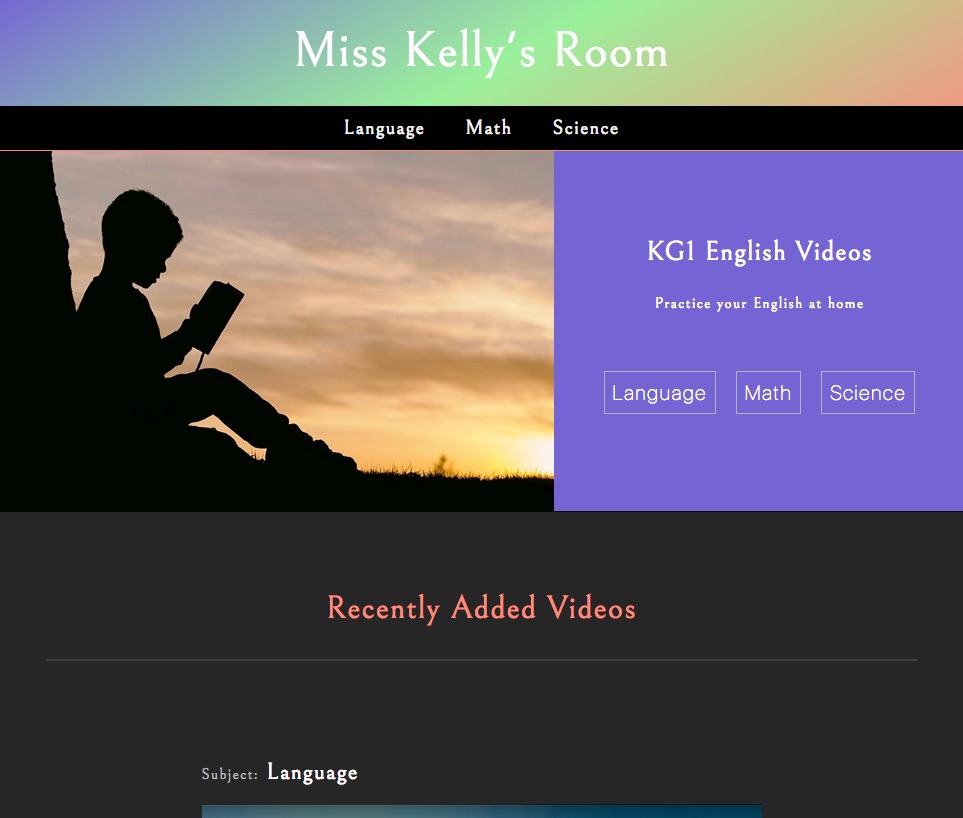 Miss Kelly’s Room
Language Math Science
KG1 English Videos
Practice your English at home
Language Math Science
Recently Added Videos
Subject: Language